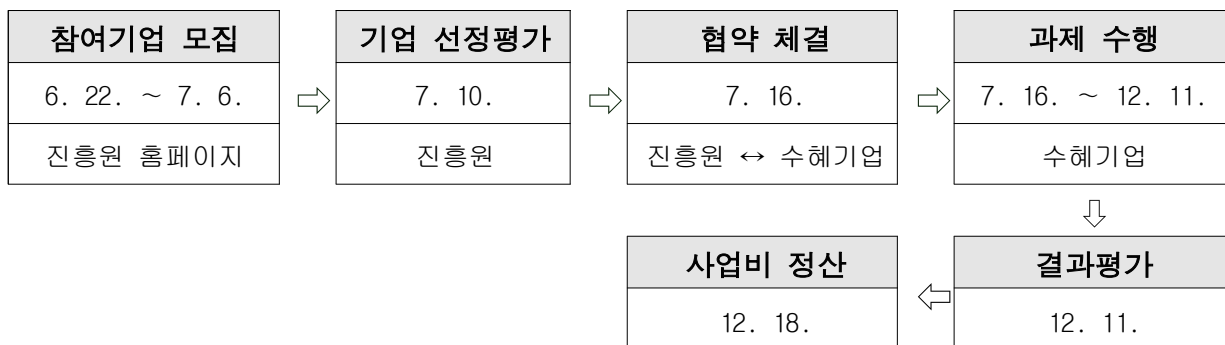 참여기업 모집
6. 22. ~ 7. 6.
진흥원 홈페이지
기업 선정평가
7. 10.
진흥원
협약 체결
7. 16.
진흥원 ↔ 수혜기업
과제 수행
7. 16. ~ 12. 11.
수혜기업
결과평가
12. 11.
사업비 정산
12. 18.